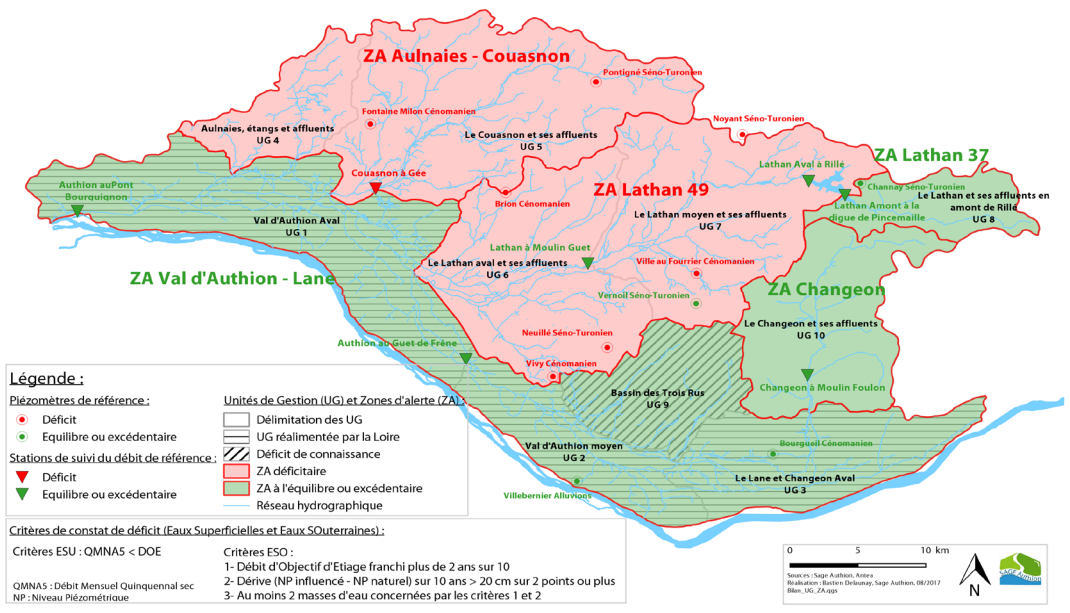 ZA Aulnaies - Couasnon
Pontigné Séno-Turonien
Fontaine Milon Cénomanien
Noyant Séno-Turonien
Aulnaies, étangs et affluents
UG 4
Le Couasnon et ses affluents
UG 5
Lathan Aval à Rillé
ZA Lathan 37
Couasnon à Gée
ZA Lathan 49
Channay Séno-Turonien
Authion auPont
Bourguignon
Brion Cénomanien
Le Lathan et ses affluents en
amont de Rillé
UG 8
Lathan Amont à la
digue de Pincemaille
Val d'Authion Aval
UG 1
Le Lathan moyen et ses affluents
UG 7
Lathan à Moulin Guet
Le Lathan aval et ses affluents
UG 6
Ville au Fourrier Cénomanien
ZA Val d'Authion - Lane
ZA Changeon
Vernoil Séno-Turonien
Le Changeon et ses affluents
UG 10
Neuillé Séno-Turonien
Authion au Guet de Frêne
Vivy Cénomanien
Changeon à Moulin Foulon
Bassin des Trois Rus
UG 9
Bourgueil Cénomanien
Val d'Authion moyen
UG 2
Le Lane et Changeon Aval
UG 3
Villebernier Alluvions
Légende :
Piézomètres de référence :
Déficit
Equilibre ou excédentaire
Stations de suivi du débit de référence :
Déficit
Equilibre ou excédentaire
Unités de Gestion (UG) et Zones d'alerte (ZA) :
Délimitation des UG
UG réalimentée par la Loire
Déficit de connaissance
ZA déficitaire
ZA à l'équilibre ou excédentaire
Réseau hydrographique
Critères de constat de déficit (Eaux Superficielles et Eaux SOuterraines) :
Critères ESU : QMNA5 < DOE
QMNA5 : Débit Mensuel Quinquennal sec
NP : Niveau Piézométrique
Critères ESO :
1- Débit d'Objectif d'Etiage franchi plus de 2 ans sur 10
2- Dérive (NP influencé - NP naturel) sur 10 ans > 20 cm sur 2 points ou plus
3- Au moins 2 masses d'eau concernées par les critères 1 et 2
0 5 10 km
Sources : Sage Authion, Antea
Réalisation : Bastien Delaunay, Sage Authion, 08/2017
Bilan_UG_ZA.qgs
N
SAGE Authion